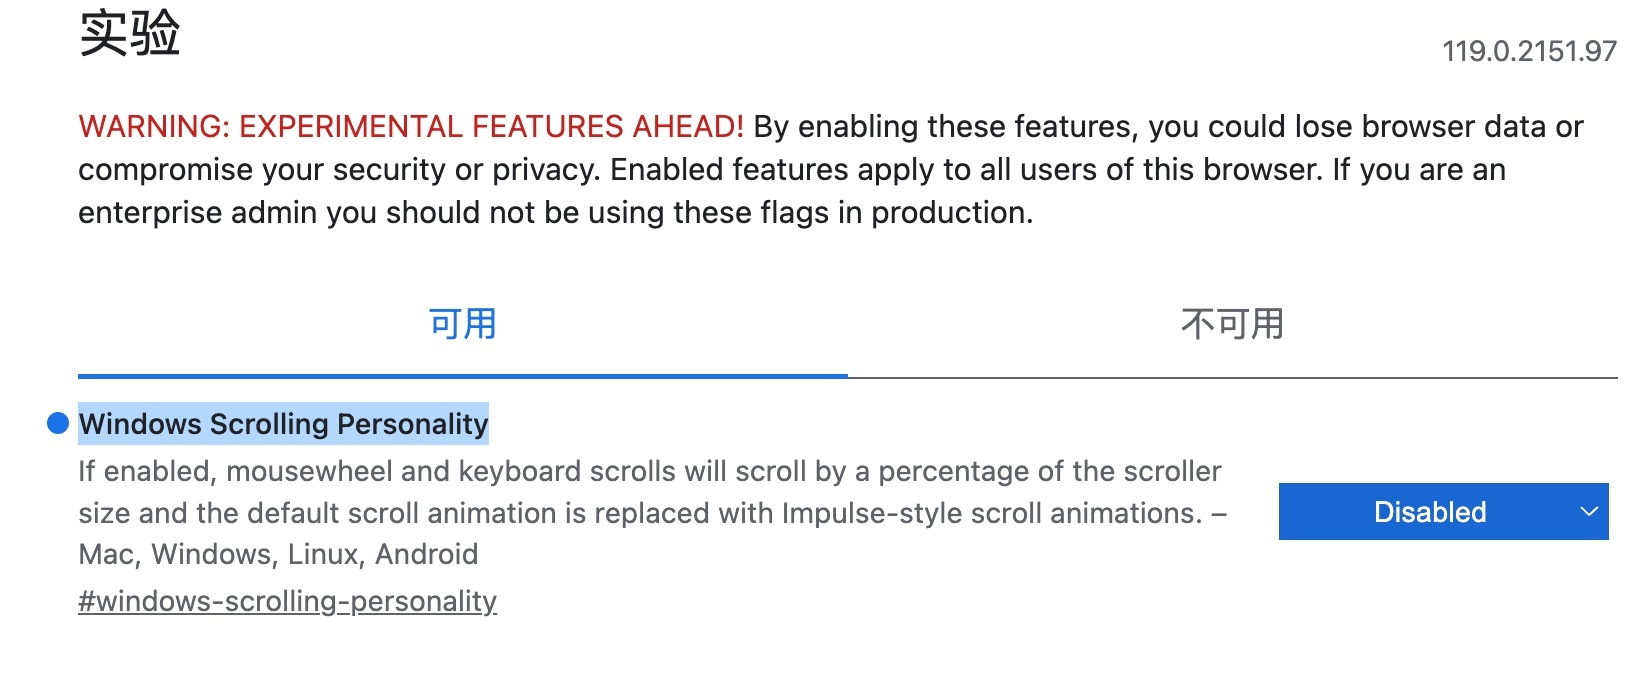 实验
119.0.2151.97
WARNING: EXPERIMENTAL FEATURES AHEAD! By enabling these features, you could lose browser data or
compromise your security or privacy. Enabled features apply to all users of this browser. If you are an
enterprise admin you should not be using these flags in production.
可用
不可用
Windows Scrolling Personality
If enabled, mousewheel and keyboard scrolls will scroll by a percentage of the scroller
size and the default scroll animation is replaced with Impulse-style scroll animations. –
Mac, Windows, Linux, Android
#windows-scrolling-personality
Disabled